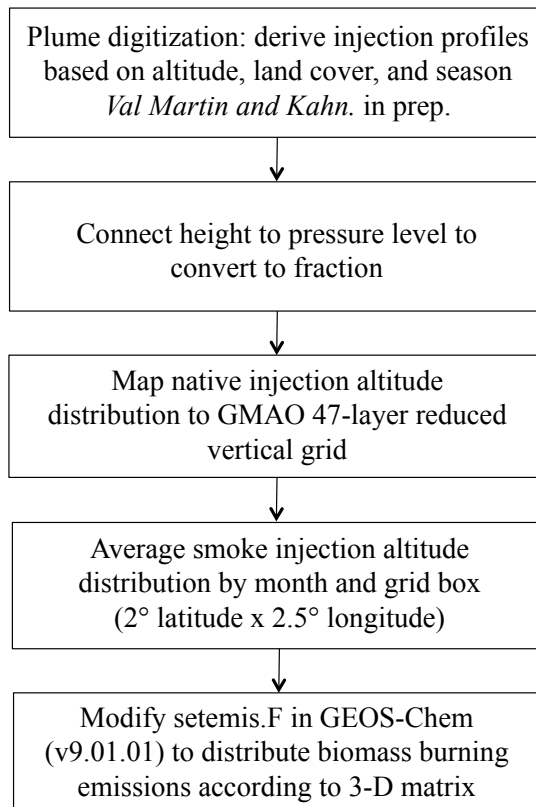 Plume digitization: derive injection profiles
based on altitude, land cover, and season
Val Martin and Kahn. in prep.
Connect height to pressure level to
convert to fraction
Map native injection altitude
distribution to GMAO 47-layer reduced
vertical grid
Average smoke injection altitude
distribution by month and grid box
(2° latitude x 2.5° longitude)
Modify setemis.F in GEOS-Chem
(v9.01.01) to distribute biomass burning
emissions according to 3-D matrix